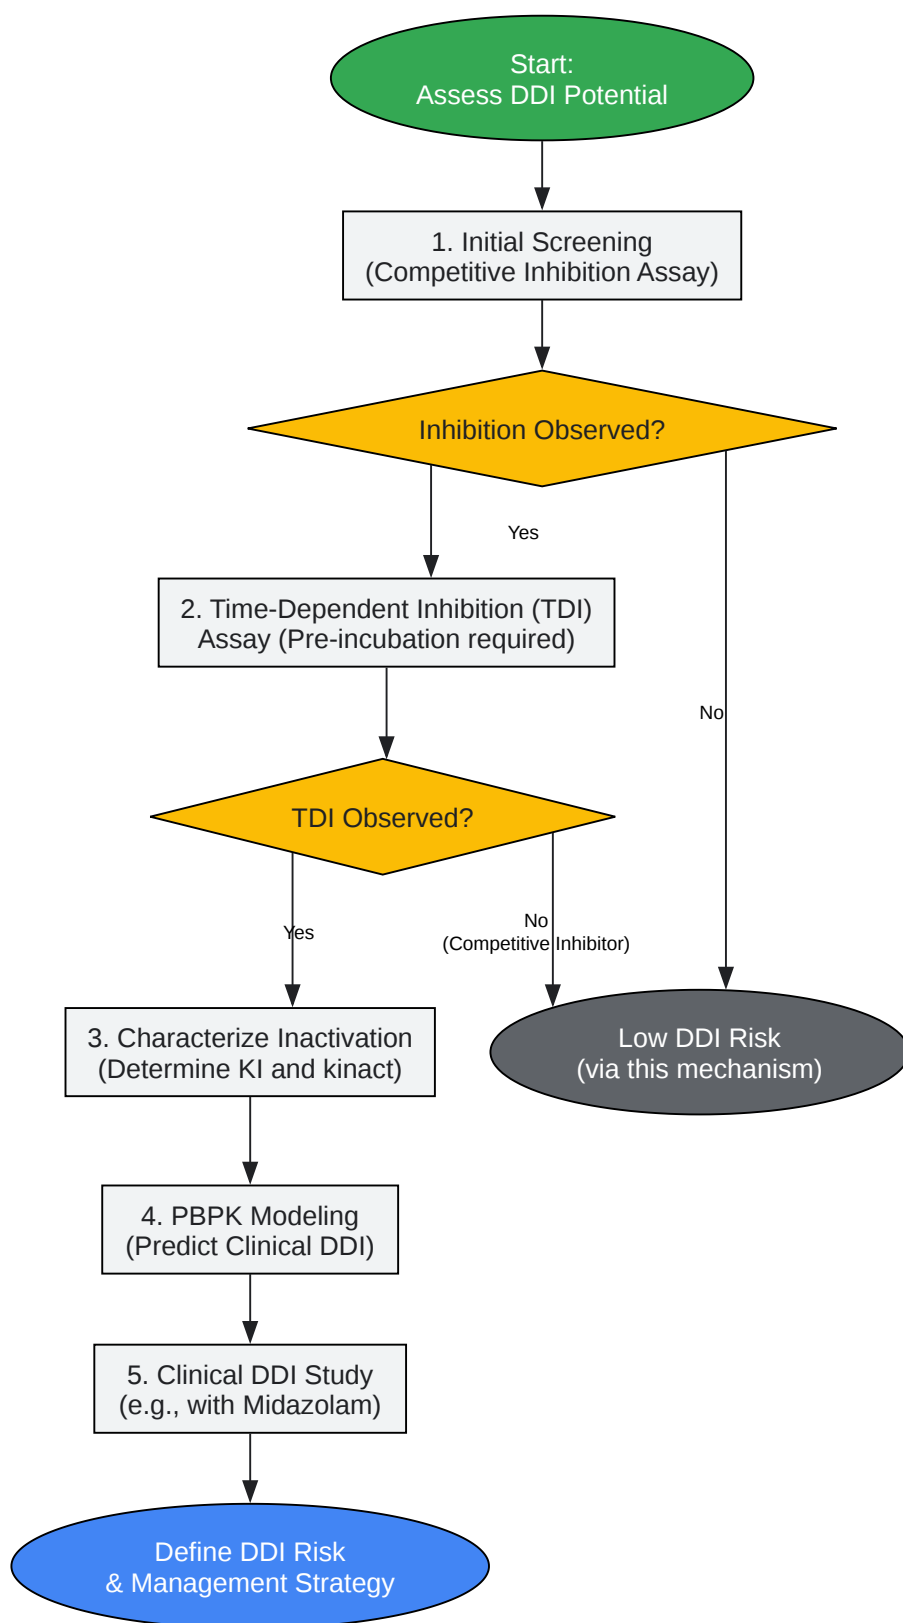 Start:
Assess DDI Potential
1. Initial Screening
(Competitive Inhibition Assay)
Inhibition Observed?
Yes
2. Time-Dependent Inhibition (TDI)
Assay (Pre-incubation required)
No
TDI Observed?
Yes
No
(Competitive Inhibitor)
3. Characterize Inactivation
(Determine KI and kinact)
Low DDI Risk
(via this mechanism)
4. PBPK Modeling
(Predict Clinical DDI)
5. Clinical DDI Study
(e.g., with Midazolam)
Define DDI Risk
& Management Strategy